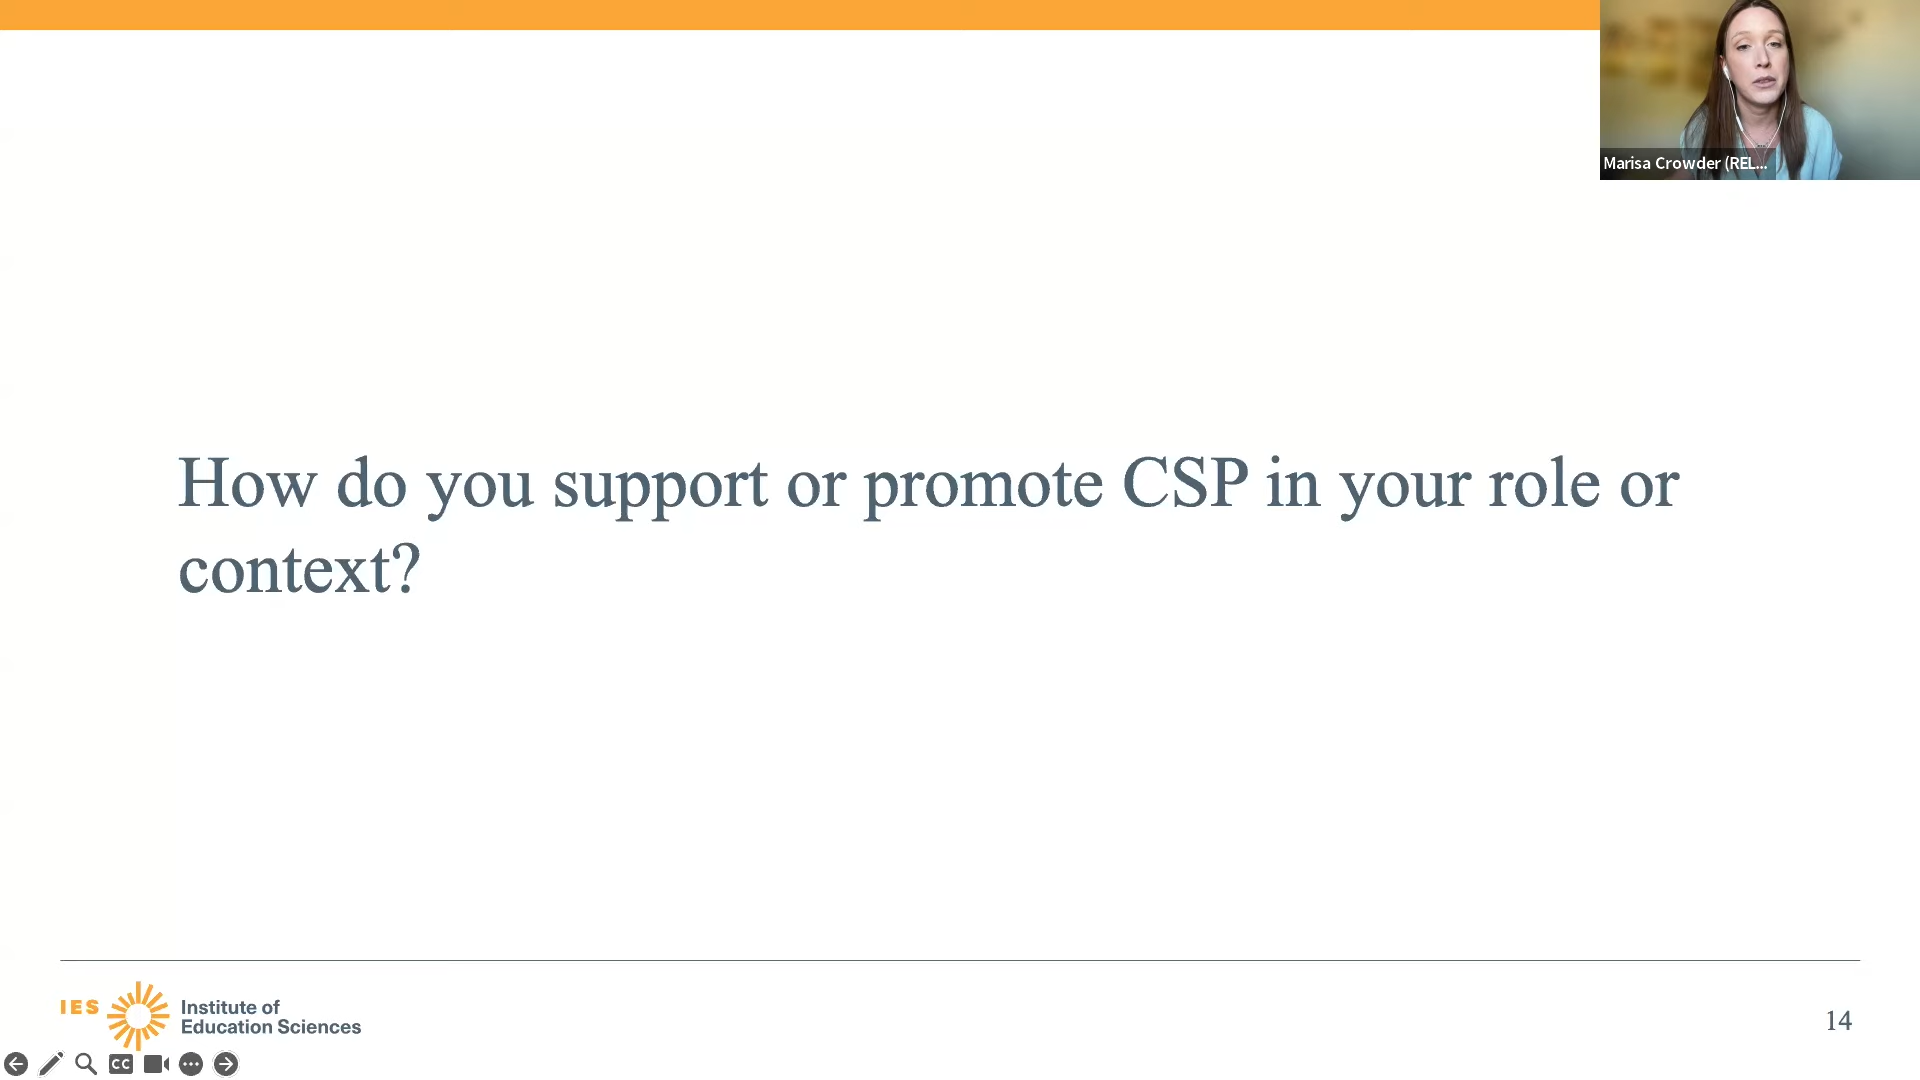 Marisa Crowder (REL...
How do you support or promote CSP in your role or
context?
IES
Institute of
Education Sciences
14
CC